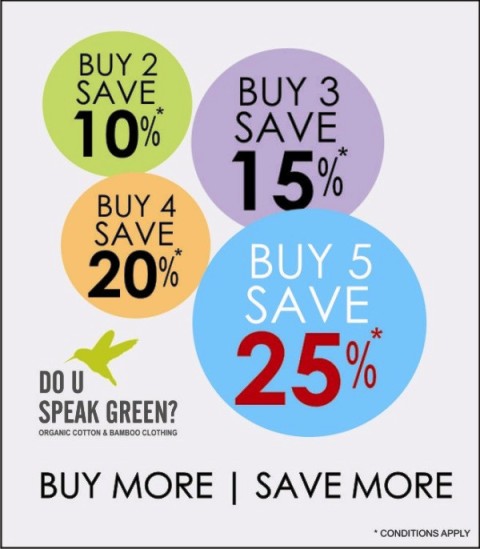 BUY 2
SAVE
10%*
BUY 3
SAVE
15%*
BUY 4
SAVE
20%*
BUY 5
SAVE
25%*
DO U
SPEAK GREEN?
ORGANIC COTTON & BAMBOO CLOTHING
BUY MORE | SAVE MORE
* CONDITIONS APPLY